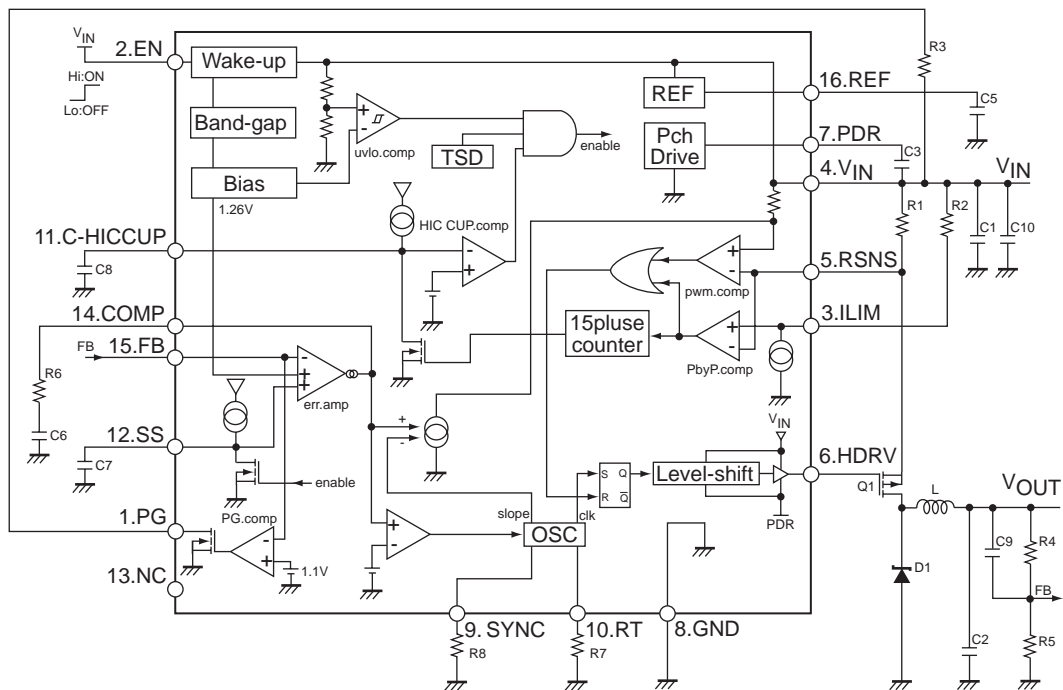 VIN
2.EN
Hi:ON
Lo:OFF
Wake-up
Band-gap
Bias
1.26V
uvlo.comp
TSD
enable
REF
Pch
Drive
R3
16.REF
C5
7.PDR
C3
4.VIN
VIN
R1
R2
C1
C10
11.C-HICCUP
C8
HIC CUP.comp
pwm.comp
5.RSNS
14.COMP
15pluse
counter
PbyP.comp
3.ILIM
FB
15.FB
R6
C6
err.amp
12.SS
C7
enable
+
-
VIN
6.HDRV
S
Q
R
Q
Level-shift
PDR
Q1
L
VOUT
1.PG
PG.comp
1.1V
slope
clk
OSC
13.NC
D1
C9
R4
FB
C2
R5
9. SYNC
R8
10.RT
R7
8.GND